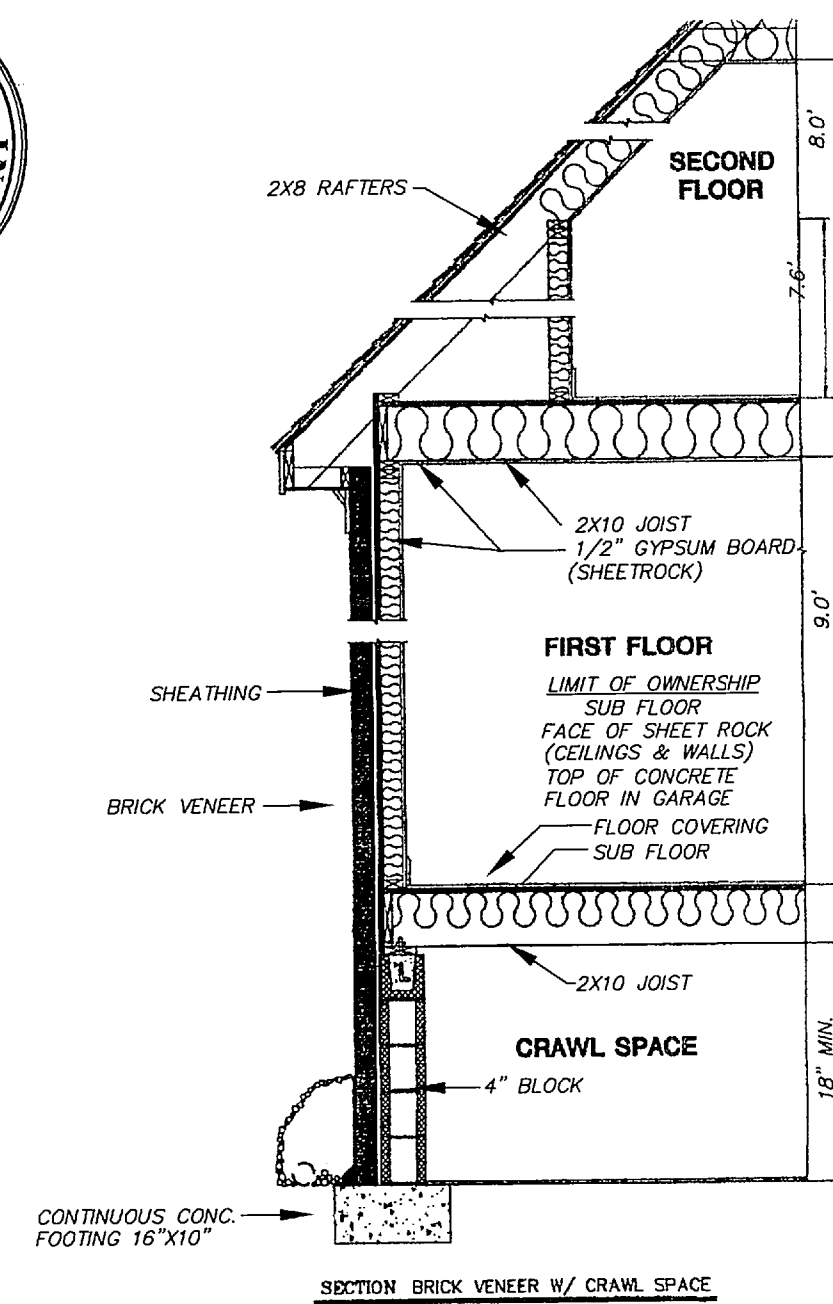 8.0'
SECOND
FLOOR
2X8 RAFTERS
7.6'
2X10 JOIST
1/2" GYPSUM BOARD
(SHEETROCK)
9.0'
FIRST FLOOR
LIMIT OF OWNERSHIP
SUB FLOOR
FACE OF SHEET ROCK
(CEILINGS & WALLS)
TOP OF CONCRETE
FLOOR IN GARAGE
SHEATHING
BRICK VENEER
FLOOR COVERING
SUB FLOOR
2X10 JOIST
CRAWL SPACE
18" MIN.
4" BLOCK
CONTINUOUS CONC.
FOOTING 16"X10"
SECTION BRICK VENEER W/ CRAWL SPACE